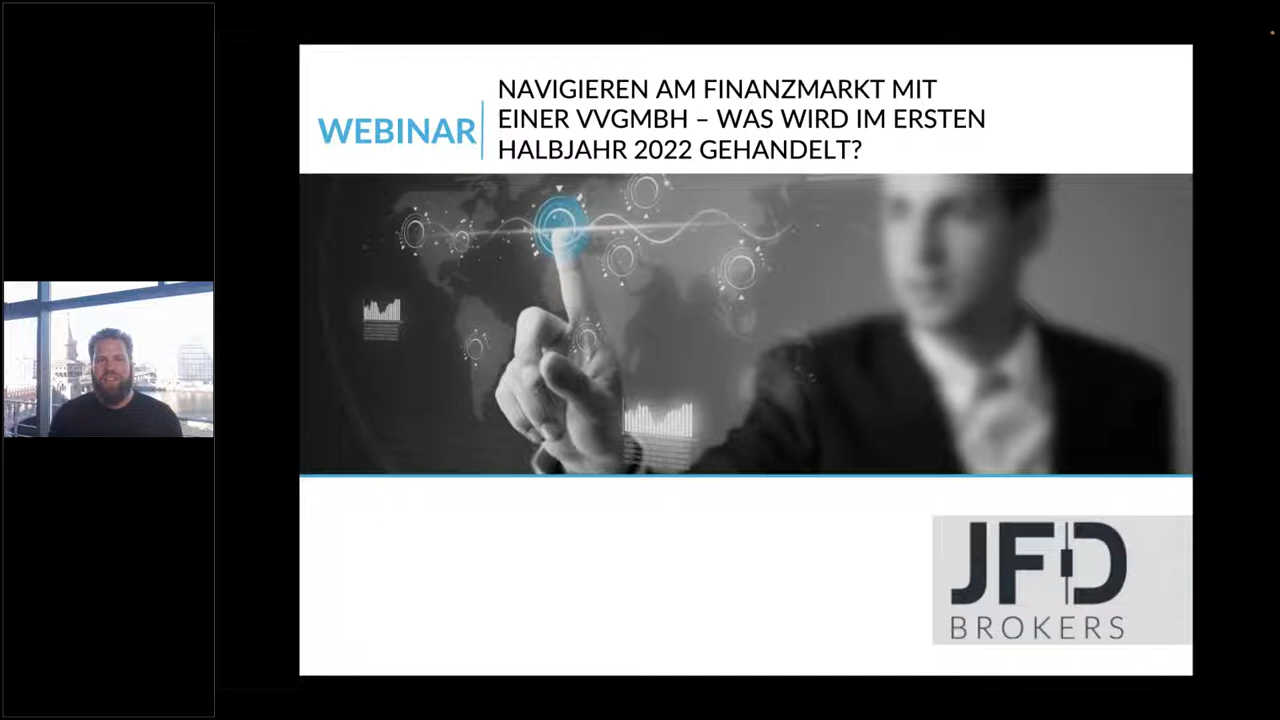 WEBINAR
NAVIGIEREN AM FINANZMARKT MIT
EINER VVGMBH – WAS WIRD IM ERSTEN
HALBJAHR 2022 GEHANDELT?
JFD
BROKERS